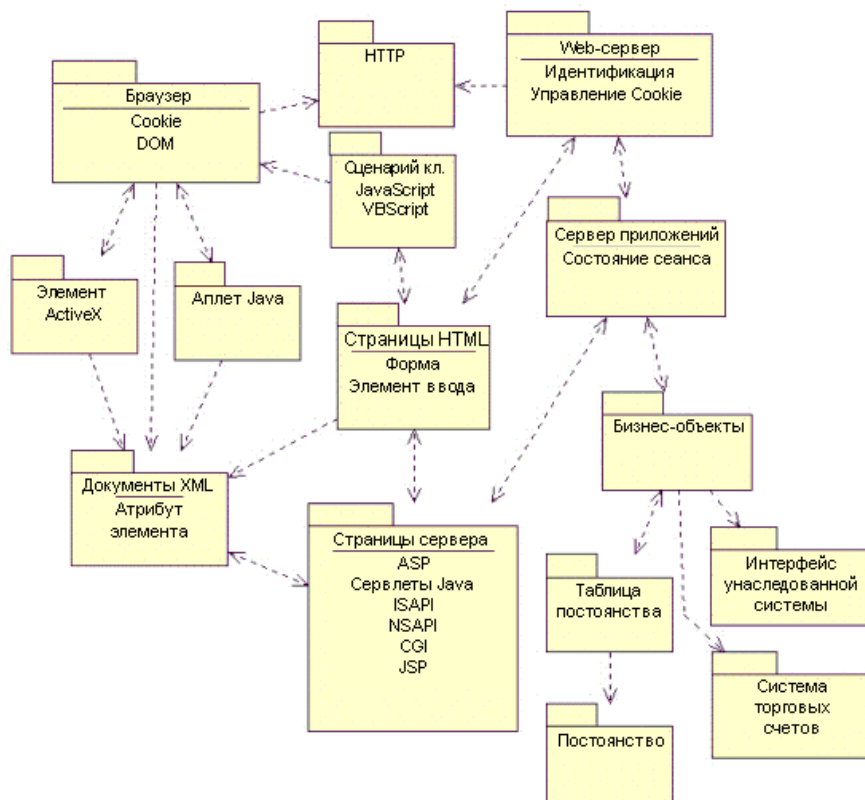 HTTP
Web-сервер
Идентификация
Управление Cookie
Браузер
Cookie
DOM
Сценарий кл.
JavaScript
VBScript
Сервер приложений
Состояние сеанса
Элемент
ActiveX
Аплет Java
Страницы HTML
Форма
Элемент ввода
Бизнес-объекты
Документы XML
Атрибут
элемента
Страницы сервера
ASP
Сервлеты Java
ISAPI
NSAPI
CGI
JSP
Таблица
постоянства
Интерфейс
унаследованной
системы
Система
торговых
счетов
Постоянство